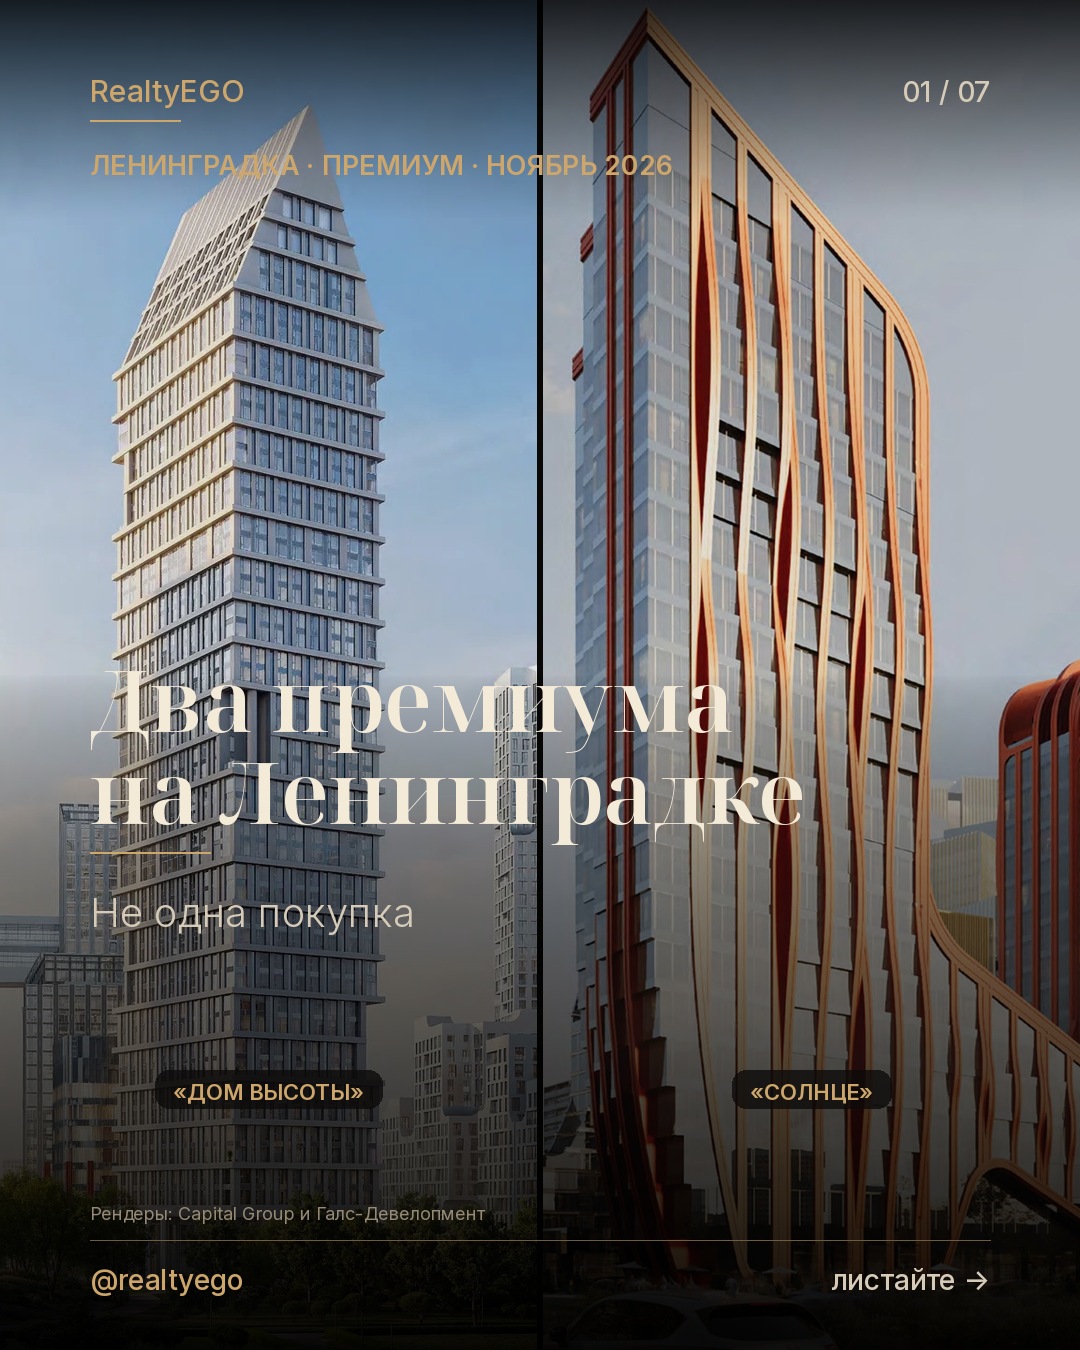 RealtyEGO
01 / 07
ЛЕНИНГРАДКА · ПРЕМИУМ · НОЯБРЬ 2026
Два премиума
на Ленинградке
Не одна покупка
«ДОМ ВЫСОТЫ»
«СОЛНЦЕ»
Рендеры: Capital Group и Галс-Девелопмент
@realtyego
листайте →